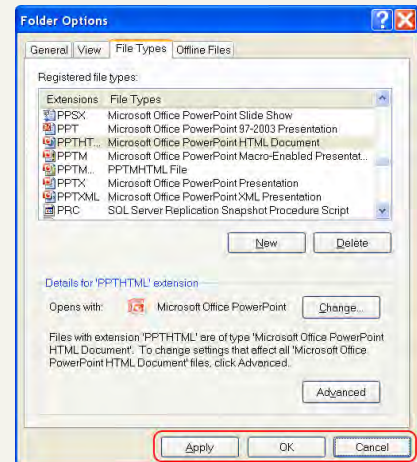 Folder Options
General View File Types Offline Files
Registered file types:
Extensions File Types
PPSX Microsoft Office PowerPoint Slide Show
PPT Microsoft Office PowerPoint 97-2003 Presentation
PPTHT... Microsoft Office PowerPoint HTML Document
PPTM Microsoft Office PowerPoint Macro-Enabled Presentat...
PPTM... PPTMHTML File
PPTX Microsoft Office PowerPoint Presentation
PPTXML Microsoft Office PowerPoint XML Presentation
PRC SQL Server Replication Snapshot Procedure Script
New Delete
Details for 'PPTHTML' extension
Opens with: Microsoft Office PowerPoint Change...
Files with extension 'PPTHTML' are of type 'Microsoft Office PowerPoint
HTML Document'. To change settings that affect all 'Microsoft Office
PowerPoint HTML Document' files, click Advanced.
Advanced
Apply OK Cancel